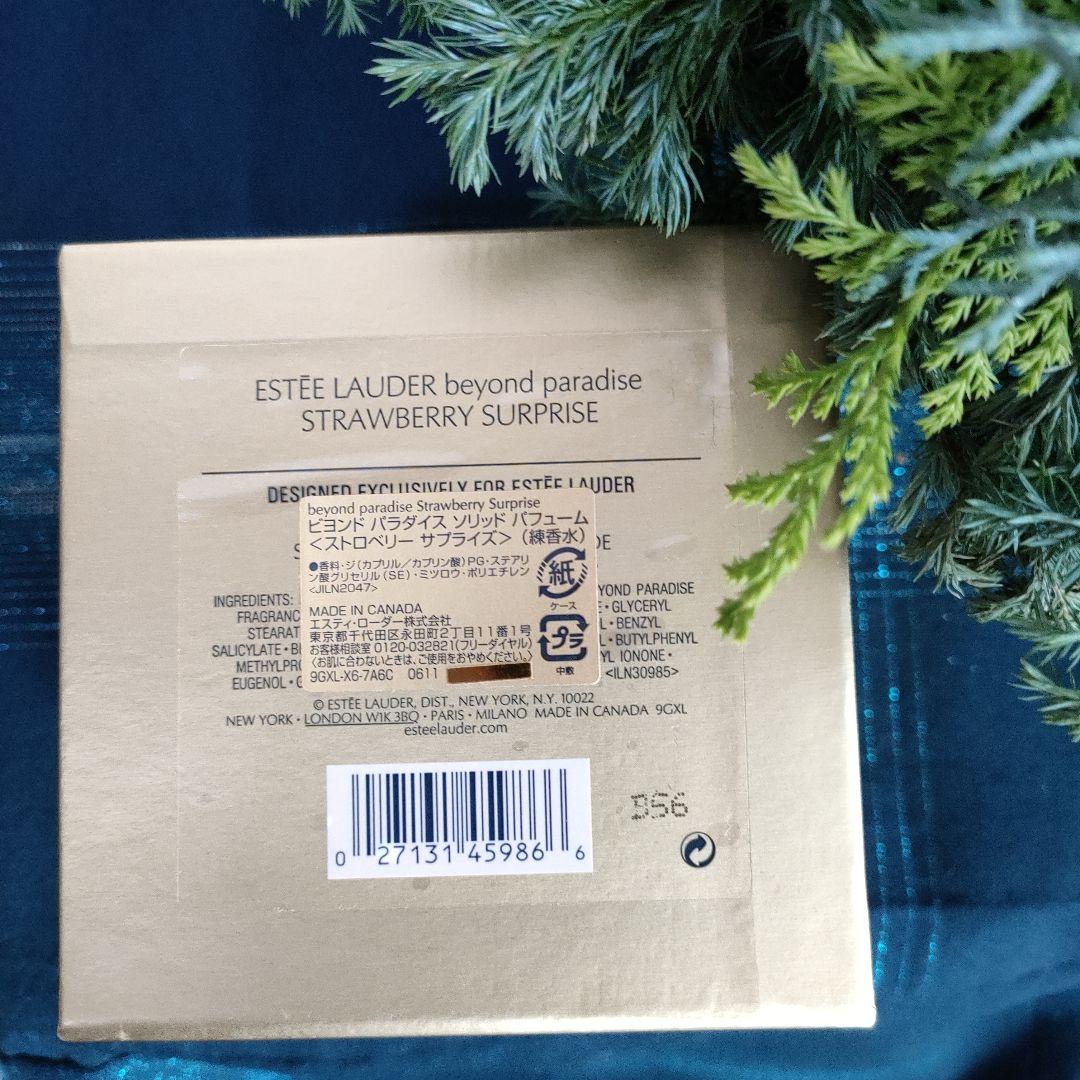 ESTĒE LAUDER beyond paradise
STRAWBERRY SURPRISE
DESIGNED EXCLUSIVELY FOR ESTĒE LAUDER
beyond paradise Strawberry Surprise
ビヨンド パラダイス ソリッド パフューム
＜ストロベリー サプライズ＞（練香水）
●香料・ジ（カプリル／カプリン酸）PG・ステアリ
ン酸グリセリル（SE）・ミツロウ・ポリエチレン
<JILN2047>
紙
ケース
MADE IN CANADA
エスティ・ローダー株式会社
東京都千代田区永田町2丁目11番1号
お客様相談室 0120-032821(フリーダイヤル)
〈お肌に合わないときは、ご使用をおやめください。〉
9GXL-X6-7A6C 0611
プラ
中敷
INGREDIENTS: PARADISE
GLYCERYL
BENZYL
SALICYLATE • BUTYLPHENYL
IONONE •
EUGENOL • <ILN30985>
© ESTĒE LAUDER, DIST., NEW YORK, N.Y. 10022
NEW YORK • LONDON W1K 3BQ • PARIS • MILANO MADE IN CANADA 9GXL
esteelauder.com
0 27131 45986 6